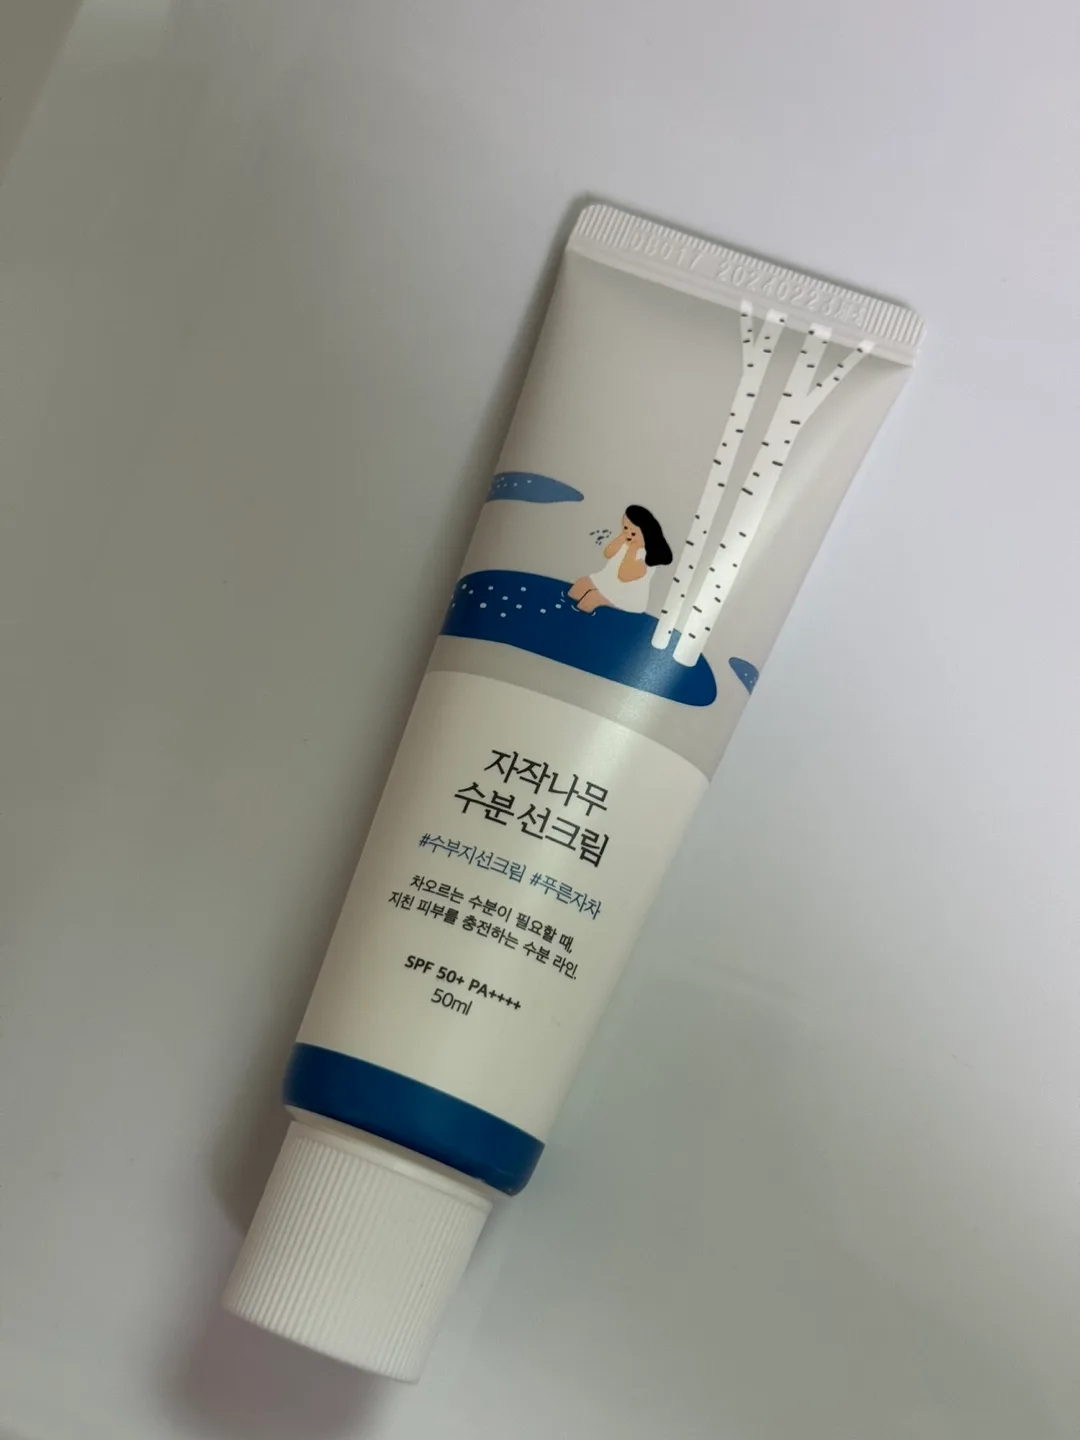 자작나무
수분 선크림
#수부지선크림 #푸른자차
차오르는 수분이 필요할 때,
지친 피부를 충전하는 수분 라인.
SPF 50+ PA++++
50ml